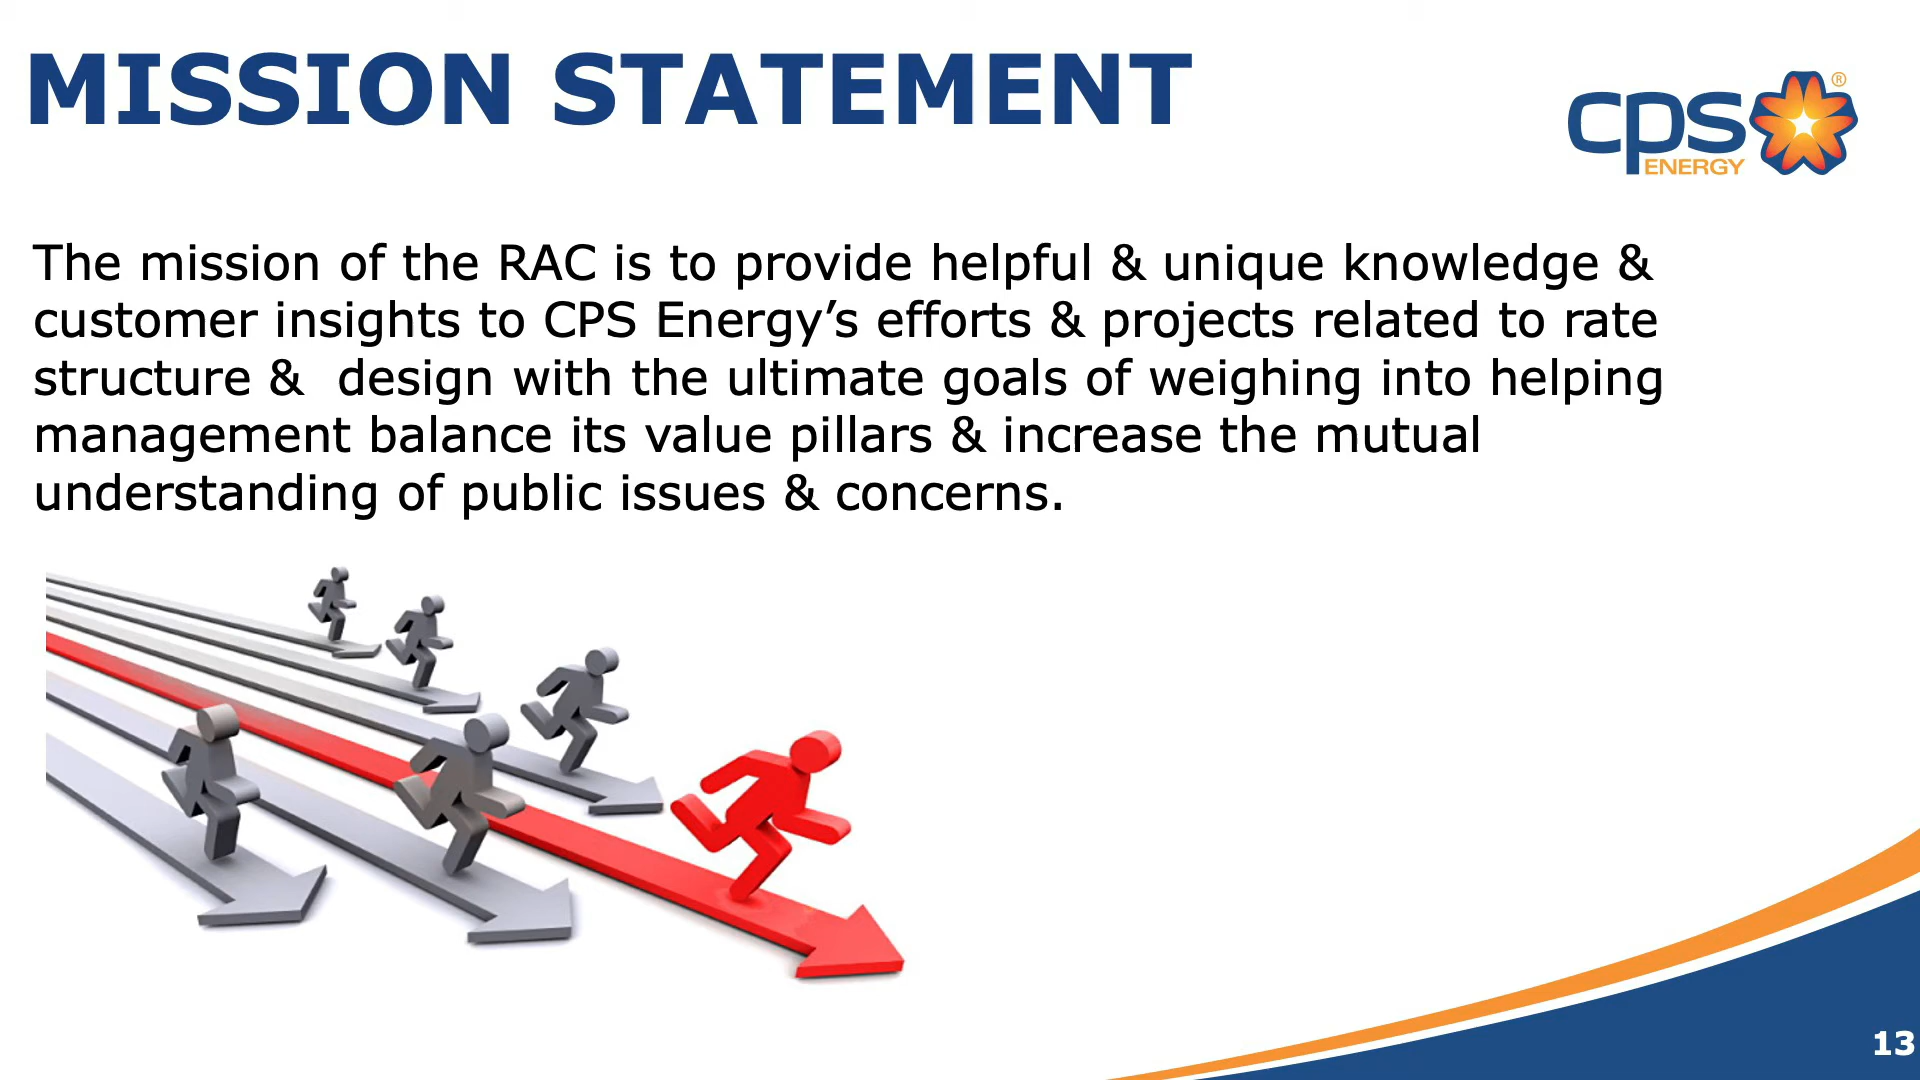 MISSION STATEMENT
cps
ENERGY
®
The mission of the RAC is to provide helpful & unique knowledge &
customer insights to CPS Energy’s efforts & projects related to rate
structure &  design with the ultimate goals of weighing into helping
management balance its value pillars & increase the mutual
understanding of public issues & concerns.
13